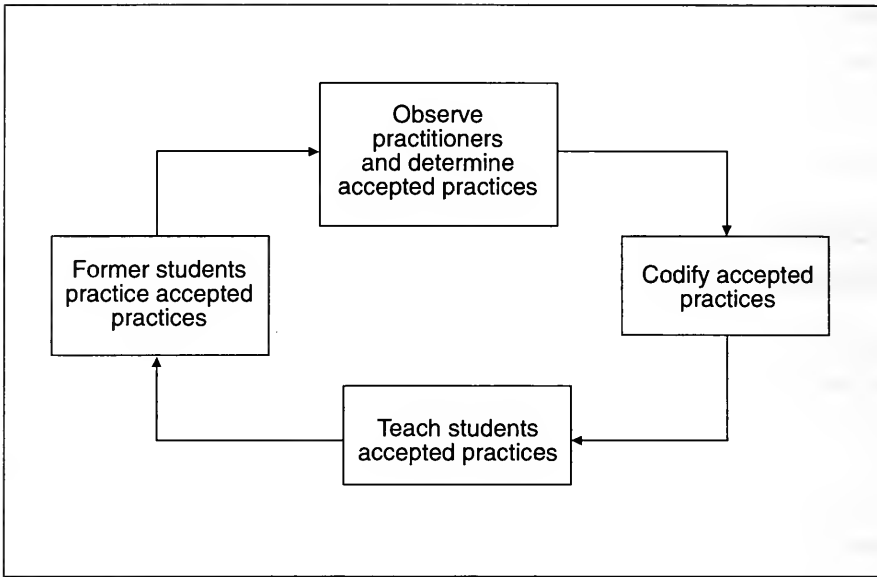 Observe
practitioners
and determine
accepted practices
Former students
practice accepted
practices
Codify accepted
practices
Teach students
accepted practices